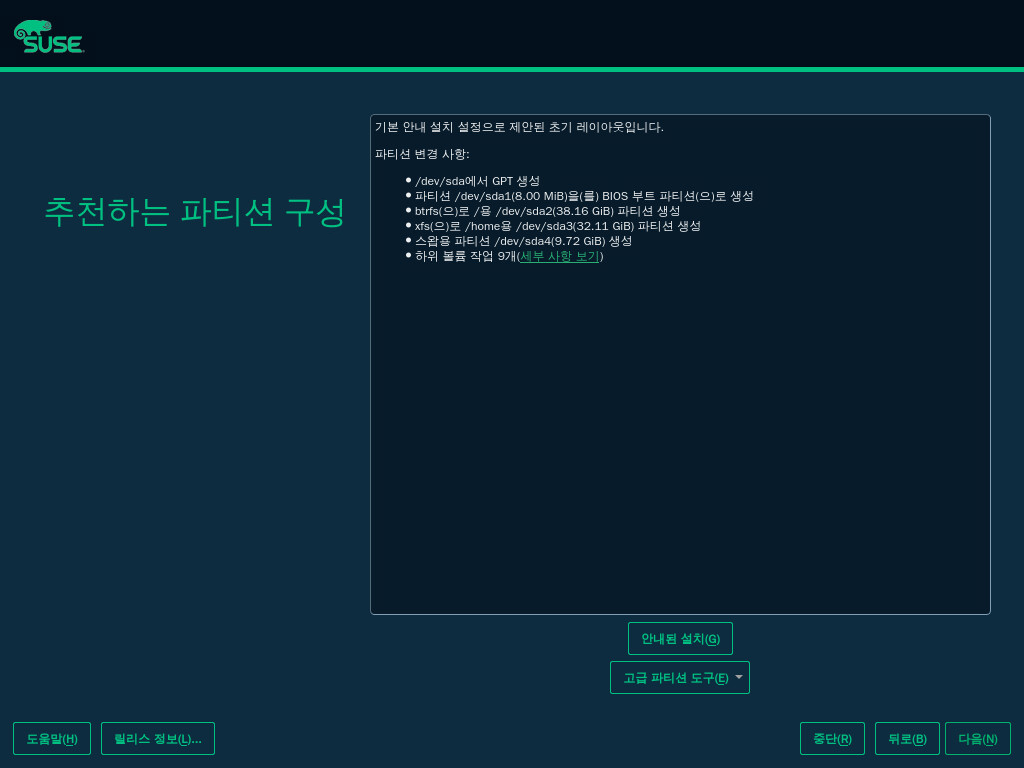 SUSE
추천하는 파티션 구성
기본 안내 설치 설정으로 제안된 초기 레이아웃입니다.
파티션 변경 사항:
/dev/sda에서 GPT 생성
파티션 /dev/sda1(8.00 MiB)을(를) BIOS 부트 파티션(으)로 생성
btrfs(으)로 /용 /dev/sda2(38.16 GiB) 파티션 생성
xfs(으)로 /home용 /dev/sda3(32.11 GiB) 파티션 생성
스왑용 파티션 /dev/sda4(9.72 GiB) 생성
하위 볼륨 작업 9개(세부 사항 보기)
안내된 설치(G)
고급 파티션 도구(E)
도움말(H)
릴리스 정보(L)...
중단(R)
뒤로(B)
다음(N)